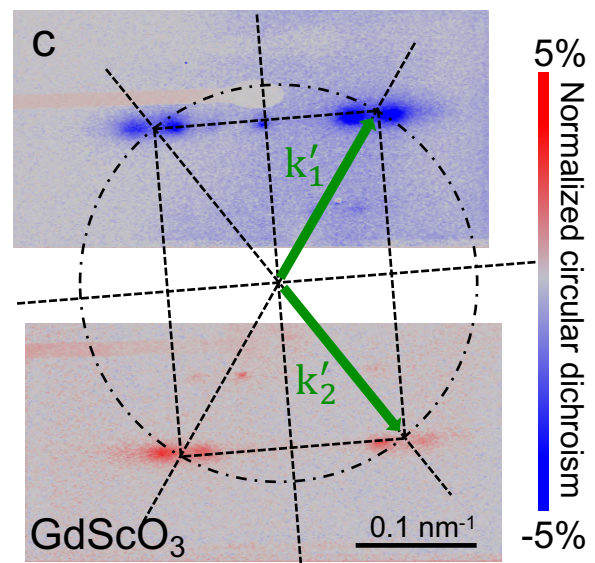 c
5%
k′₁
Normalized circular dichroism
k′₂
GdScO₃
0.1 nm⁻¹
-5%